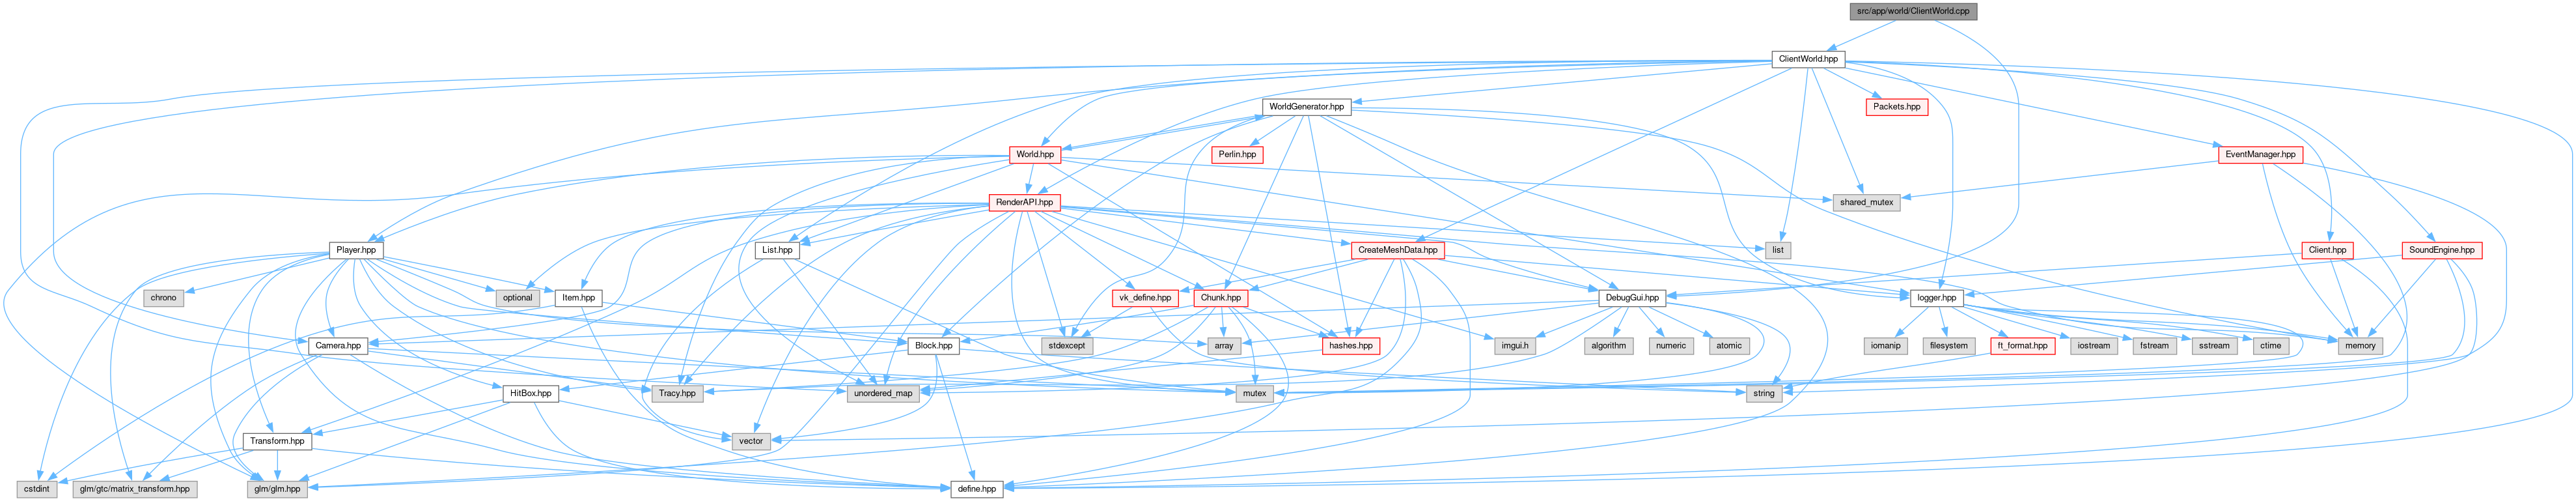 src/app/world/ClientWorld.cpp
ClientWorld.hpp
WorldGenerator.hpp
Packets.hpp
World.hpp
Perlin.hpp
EventManager.hpp
RenderAPI.hpp
shared_mutex
Player.hpp
List.hpp
list
CreateMeshData.hpp
Client.hpp
SoundEngine.hpp
chrono
optional
Item.hpp
vk_define.hpp
Chunk.hpp
DebugGui.hpp
logger.hpp
Camera.hpp
stdexcept
array
Block.hpp
hashes.hpp
imgui.h
algorithm
numeric
atomic
iomanip
filesystem
ft_format.hpp
iostream
fstream
sstream
ctime
memory
HitBox.hpp
Tracy.hpp
unordered_map
mutex
string
Transform.hpp
vector
cstdint
glm/gtc/matrix_transform.hpp
glm/glm.hpp
define.hpp